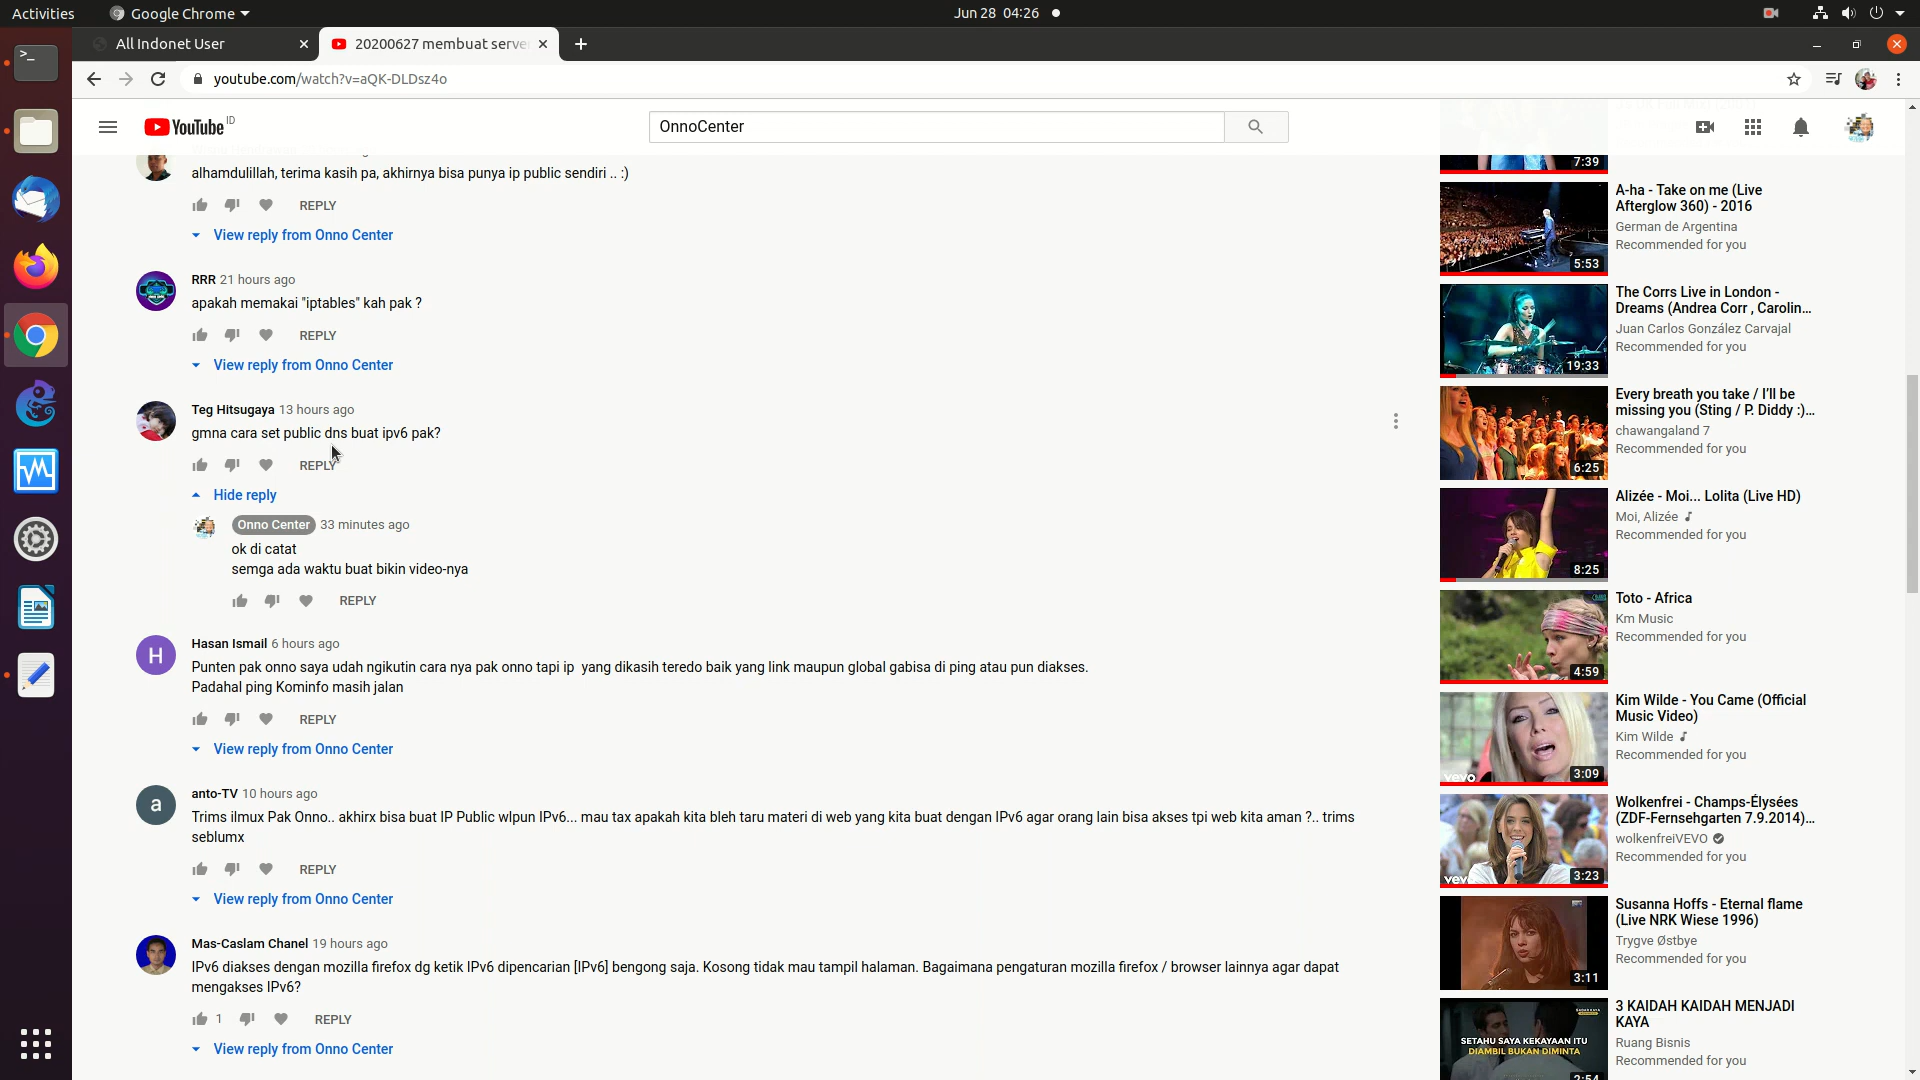 Activities
Google Chrome
Jun 28 04:26
All Indonet User
20200627 membuat serve
youtube.com/watch?v=aQK-DLDsz4o
YouTube ID
OnnoCenter
alhamdulillah, terima kasih pa, akhirnya bisa punya ip public sendiri .. :)
REPLY
View reply from Onno Center
RRR 21 hours ago
apakah memakai "iptables" kah pak ?
REPLY
View reply from Onno Center
Teg Hitsugaya 13 hours ago
gmna cara set public dns buat ipv6 pak?
REPLY
Hide reply
Onno Center 33 minutes ago
ok di catat
semga ada waktu buat bikin video-nya
REPLY
Hasan Ismail 6 hours ago
H
Punten pak onno saya udah ngikutin cara nya pak onno tapi ip yang dikasih teredo baik yang link maupun global gabisa di ping atau pun diakses.
Padahal ping Kominfo masih jalan
REPLY
View reply from Onno Center
anto-TV 10 hours ago
a
Trims ilmux Pak Onno.. akhirx bisa buat IP Public wlpun IPv6... mau tax apakah kita bleh taru materi di web yang kita buat dengan IPv6 agar orang lain bisa akses tpi web kita aman ?.. trims
seblumx
REPLY
View reply from Onno Center
Mas-Caslam Chanel 19 hours ago
IPv6 diakses dengan mozilla firefox dg ketik IPv6 dipencarian [IPv6] bengong saja. Kosong tidak mau tampil halaman. Bagaimana pengaturan mozilla firefox / browser lainnya agar dapat
mengakses IPv6?
1 REPLY
View reply from Onno Center
7:39
A-ha - Take on me (Live
Afterglow 360) - 2016
German de Argentina
Recommended for you
5:53
The Corrs Live in London -
Dreams (Andrea Corr , Carolin...
Juan Carlos González Carvajal
Recommended for you
19:33
Every breath you take / I'll be
missing you (Sting / P. Diddy :)...
chawangaland 7
Recommended for you
6:25
Alizée - Moi... Lolita (Live HD)
Moi, Alizée
Recommended for you
8:25
Toto - Africa
Km Music
Recommended for you
4:59
Kim Wilde - You Came (Official
Music Video)
Kim Wilde
Recommended for you
vevo
3:09
Wolkenfrei - Champs-Élysées
(ZDF-Fernsehgarten 7.9.2014)...
wolkenfreiVEVO
Recommended for you
vevo
3:23
Susanna Hoffs - Eternal flame
(Live NRK Wiese 1996)
Trygve Østbye
Recommended for you
3:11
3 KAIDAH KAIDAH MENJADI
KAYA
Ruang Bisnis
Recommended for you
SETAHU SAYA KEKAYAAN ITU
DIAMBIL BUKAN DIMINTA
2:54